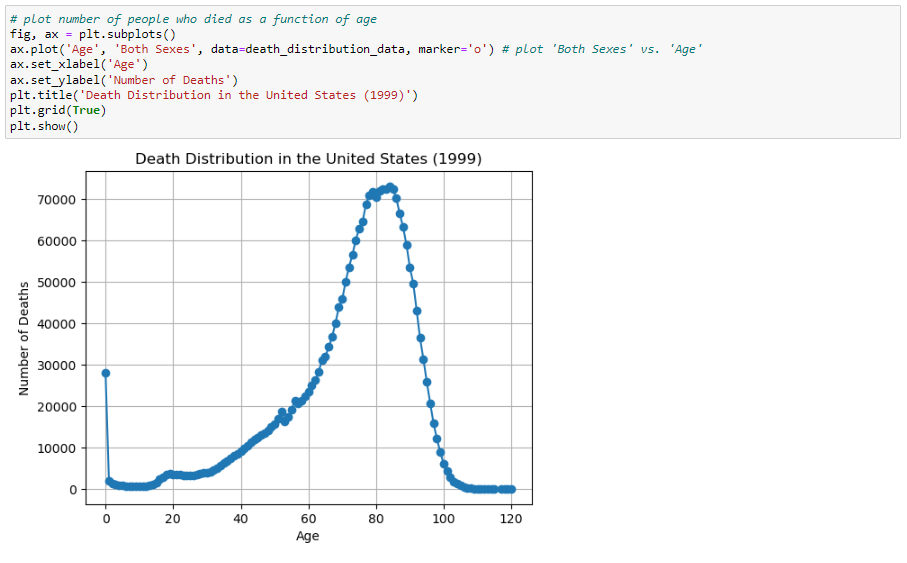 # plot number of people who died as a function of age
fig, ax = plt.subplots()
ax.plot('Age', 'Both Sexes', data=death_distribution_data, marker='o') # plot 'Both Sexes' vs. 'Age'
ax.set_xlabel('Age')
ax.set_ylabel('Number of Deaths')
plt.title('Death Distribution in the United States (1999)')
plt.grid(True)
plt.show()
Death Distribution in the United States (1999)
70000
60000
50000
40000
30000
20000
10000
0
Number of Deaths
0 20 40 60 80 100 120
Age